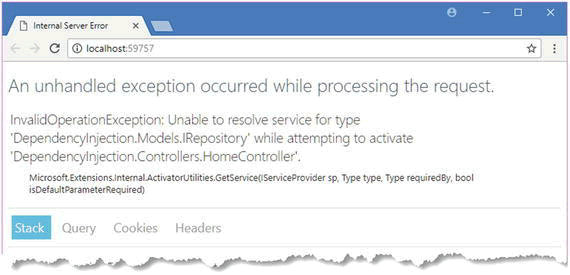 Internal Server Error
localhost:59757
An unhandled exception occurred while processing the request.
InvalidOperationException: Unable to resolve service for type
'DependencyInjection.Models.IRepository' while attempting to activate
'DependencyInjection.Controllers.HomeController'.
Microsoft.Extensions.Internal.ActivatorUtilities.GetService(IServiceProvider sp, Type type, Type requiredBy, bool
isDefaultParameterRequired)
Stack Query Cookies Headers